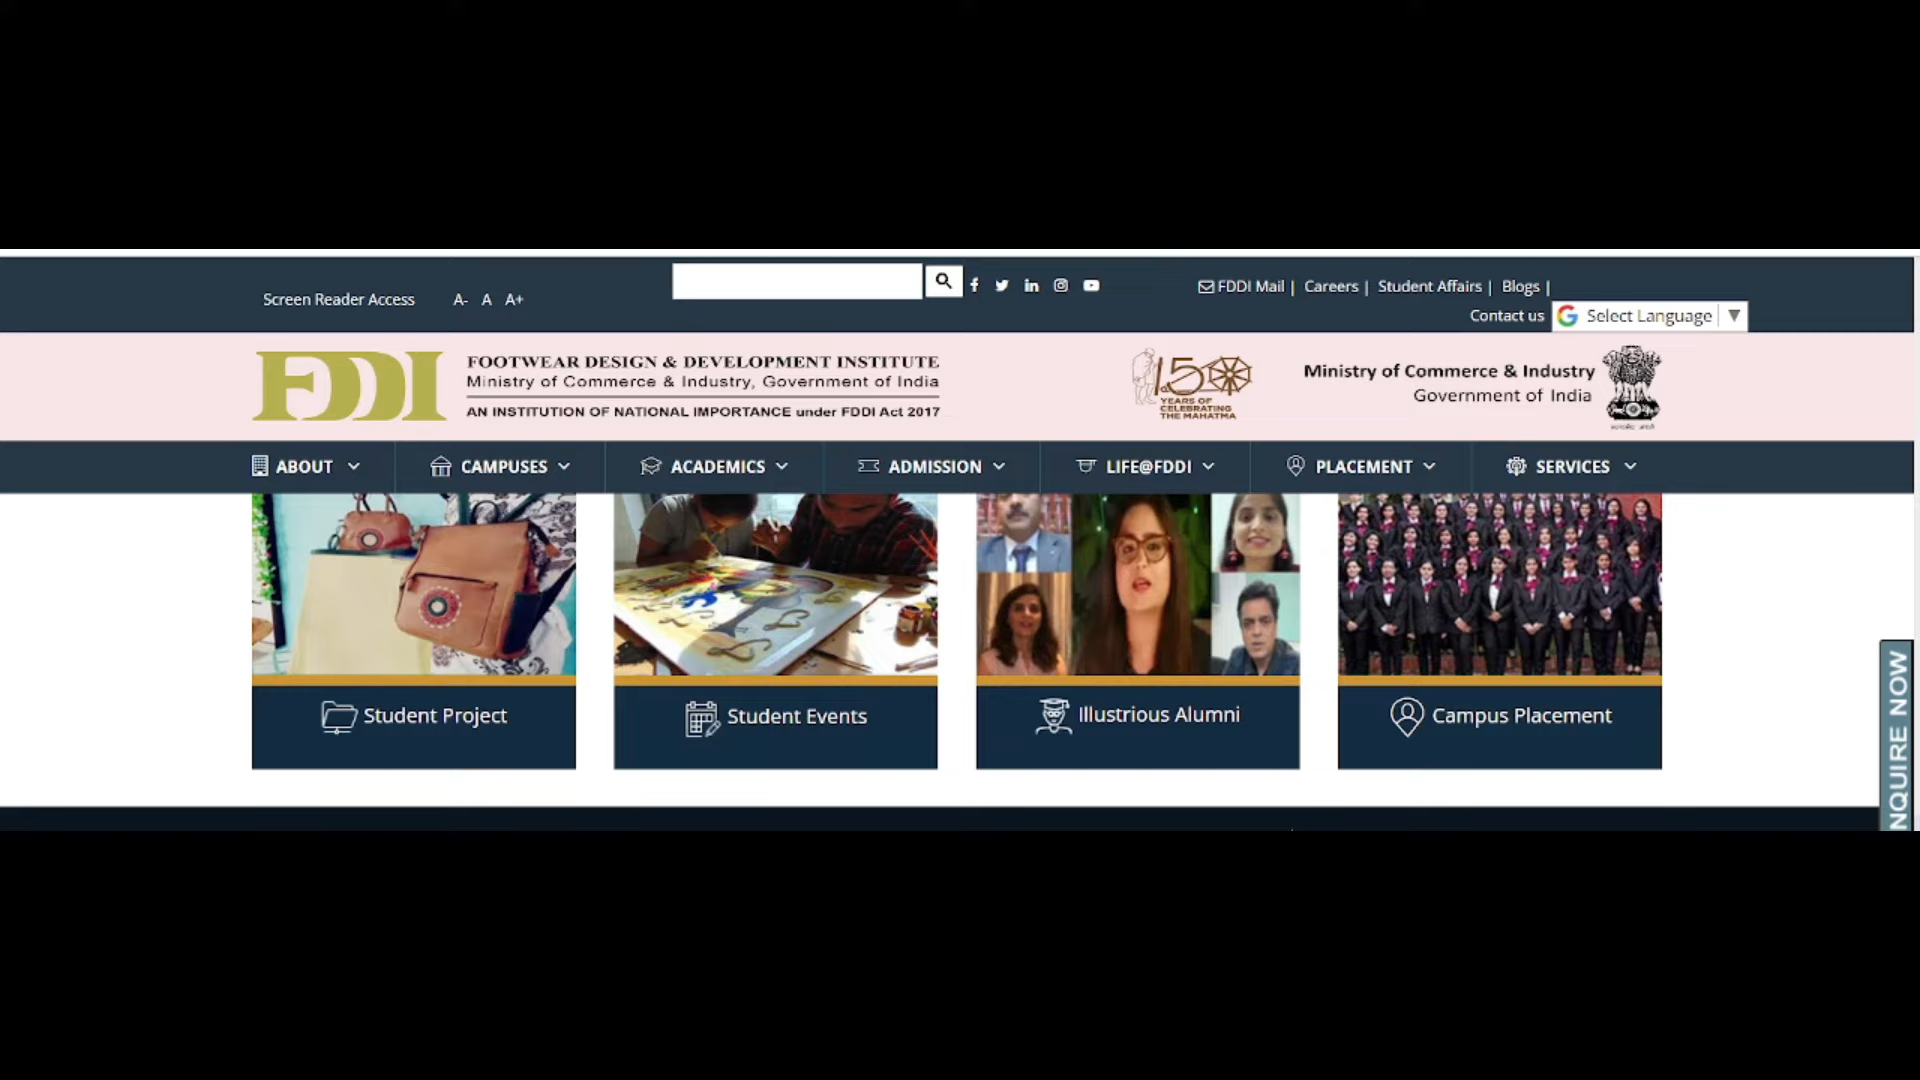 Screen Reader Access A- A A+
FDDI Mail | Careers | Student Affairs | Blogs |
Contact us Select Language ▼
FDDI
FOOTWEAR DESIGN & DEVELOPMENT INSTITUTE
Ministry of Commerce & Industry, Government of India
AN INSTITUTION OF NATIONAL IMPORTANCE under FDDI Act 2017
150
YEARS OF
CELEBRATING
THE MAHATMA
Ministry of Commerce & Industry
Government of India
ABOUT CAMPUSES ACADEMICS ADMISSION LIFE@FDDI PLACEMENT SERVICES
Student Project
Student Events
Illustrious Alumni
Campus Placement
NQUIRE NOW